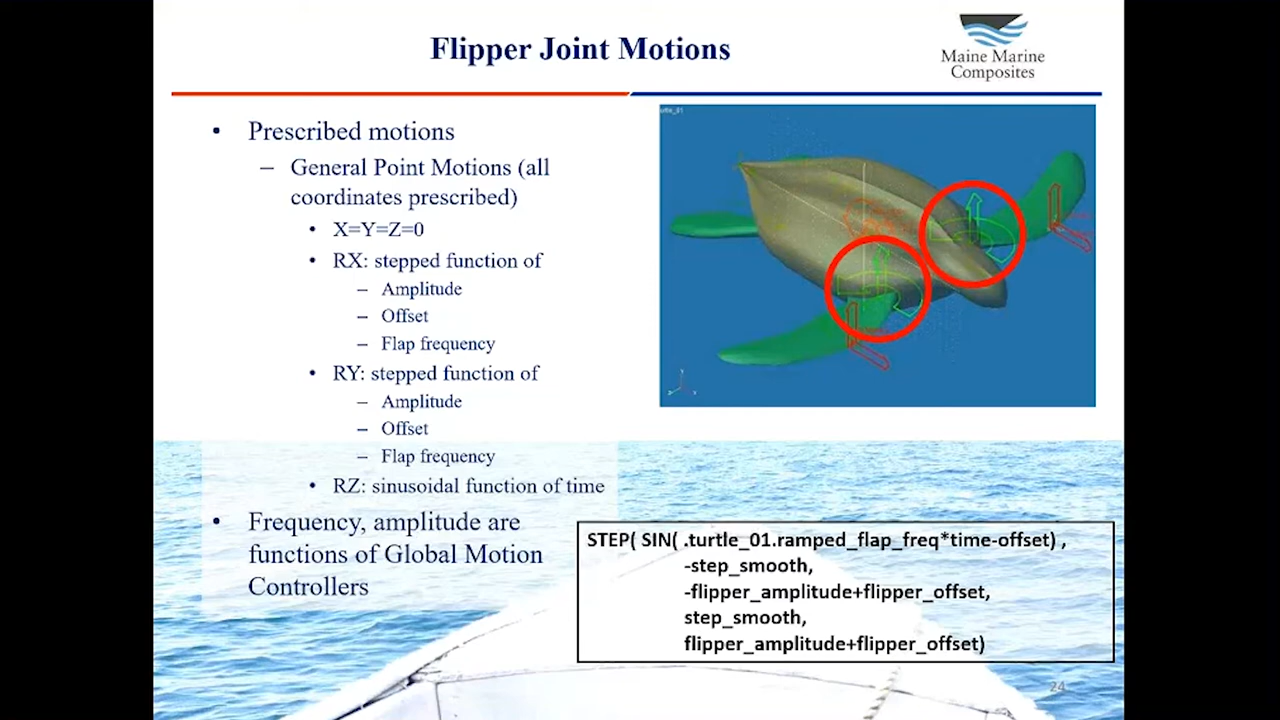 Flipper Joint Motions
Maine Marine
Composites
• Prescribed motions
– General Point Motions (all
coordinates prescribed)
• X=Y=Z=0
• RX: stepped function of
– Amplitude
– Offset
– Flap frequency
• RY: stepped function of
– Amplitude
– Offset
– Flap frequency
• RZ: sinusoidal function of time
• Frequency, amplitude are
functions of Global Motion
Controllers
STEP( SIN( .turtle_01.ramped_flap_freq*time-offset) ,
-step_smooth,
-flipper_amplitude+flipper_offset,
step_smooth,
flipper_amplitude+flipper_offset)
24